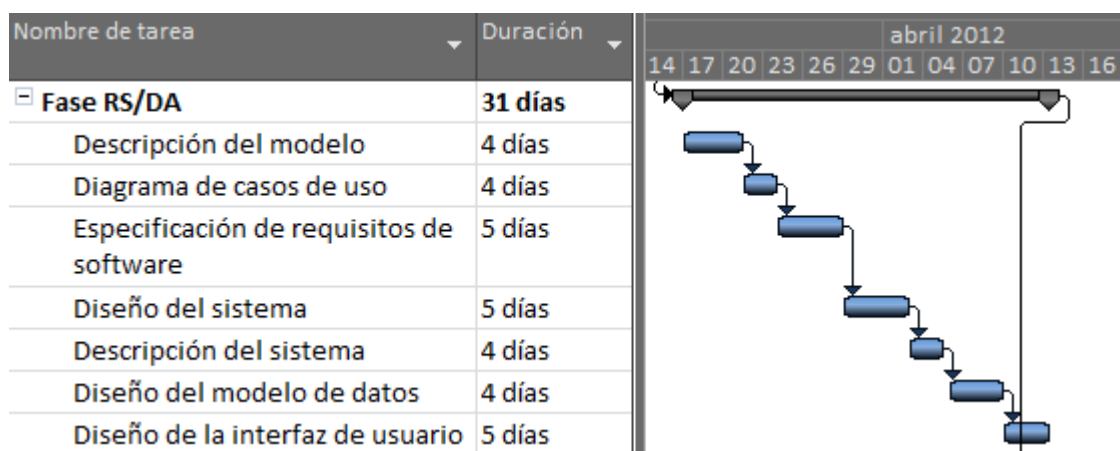 Nombre de tarea Duración abril 2012
14 17 20 23 26 29 01 04 07 10 13 16
Fase RS/DA 31 días
Descripción del modelo 4 días
Diagrama de casos de uso 4 días
Especificación de requisitos de 5 días
software
Diseño del sistema 5 días
Descripción del sistema 4 días
Diseño del modelo de datos 4 días
Diseño de la interfaz de usuario 5 días